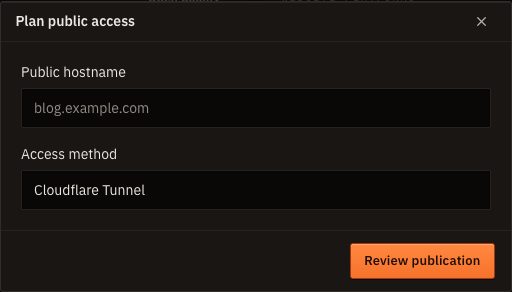 Plan public access
Public hostname
blog.example.com
Access method
Cloudflare Tunnel
Review publication